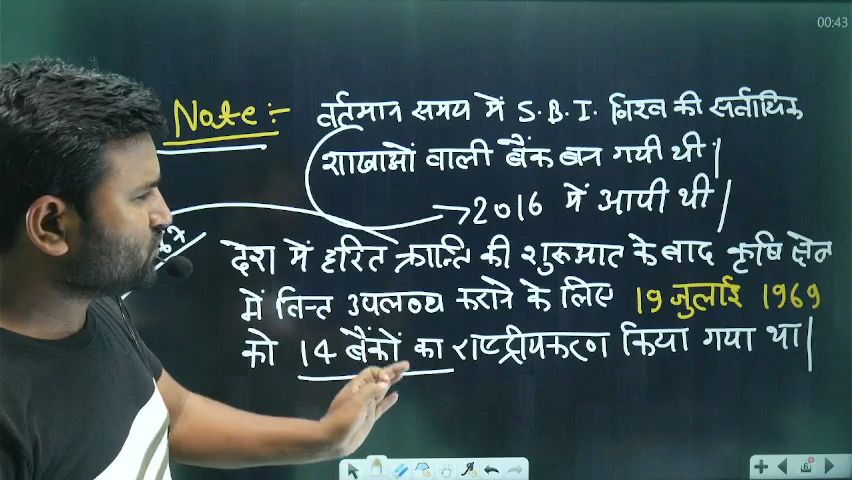 00:43
Note:- वर्तमान समय में S.B.I. विश्व की सर्वाधिक
शाखाओं वाली बैंक बन गयी थी|
→2016 में आयी थी|
67
देश में हरित क्रान्ति की शुरूआत के बाद कृषि क्षेत्र
में वित्त उपलब्ध कराने के लिए 19 जुलाई 1969
को 14 बैंकों का राष्ट्रीयकरण किया गया था|